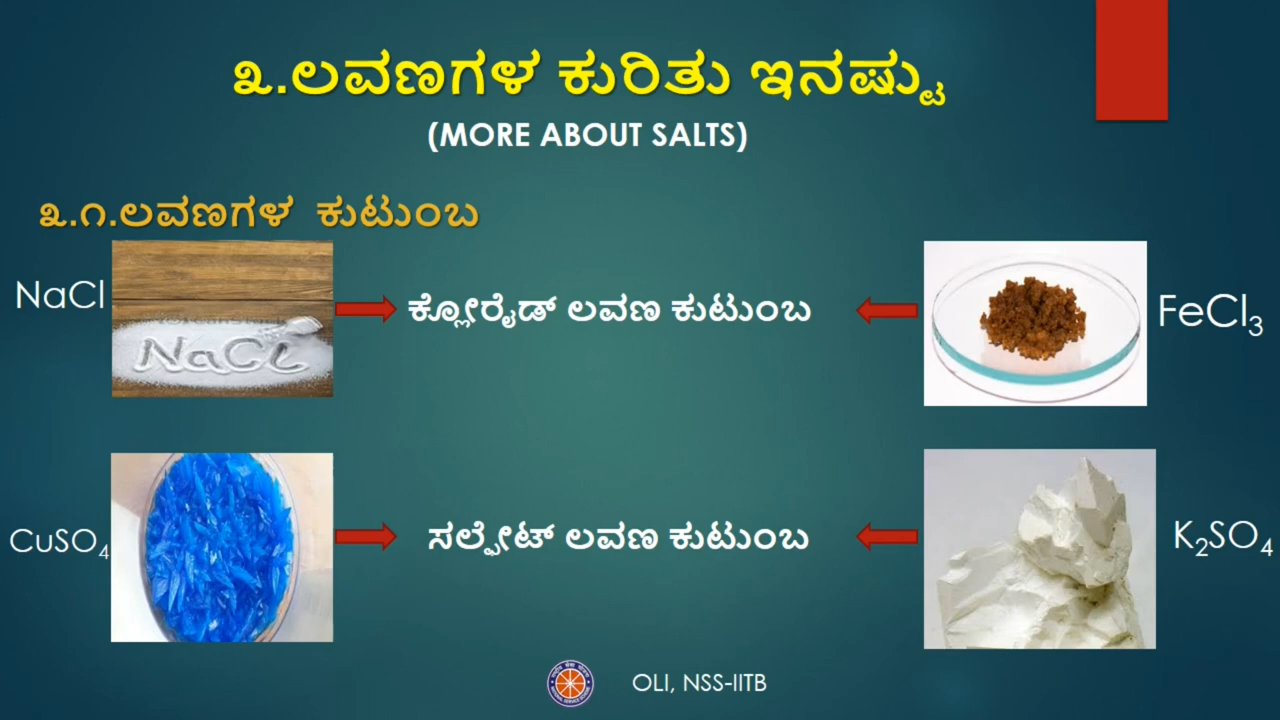 ೩.ಲವಣಗಳ ಕುರಿತು ಇನಷ್ಟು
(MORE ABOUT SALTS)
೩.೧.ಲವಣಗಳ ಕುಟುಂಬ
NaCl
NaCl
ಕ್ಲೋರೈಡ್ ಲವಣ ಕುಟುಂಬ
FeCl₃
CuSO₄
ಸಲ್ಫೇಟ್ ಲವಣ ಕುಟುಂಬ
K₂SO₄
OLI, NSS-IITB